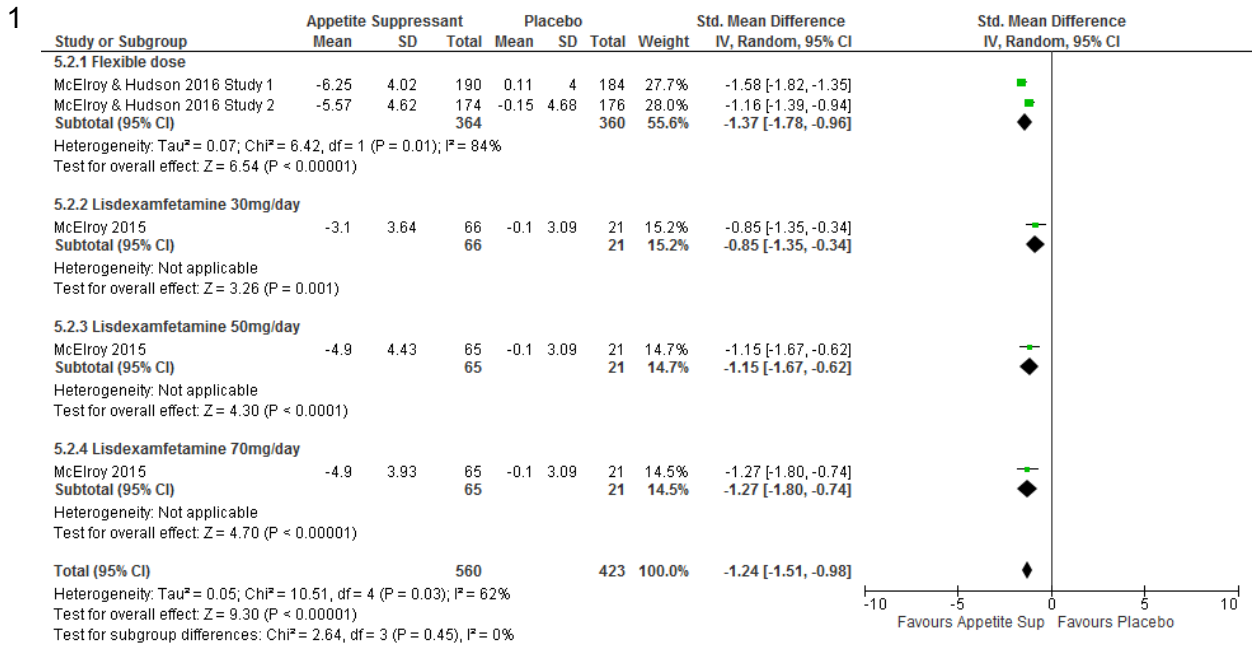 1
Appetite Suppressant Placebo Std. Mean Difference Std. Mean Difference
Study or Subgroup Mean SD Total Mean SD Total Weight IV, Random, 95% CI IV, Random, 95% CI
5.2.1 Flexible dose
McElroy & Hudson 2016 Study 1 -6.25 4.02 190 0.11 4 184 27.7% -1.58 [-1.82, -1.35]
McElroy & Hudson 2016 Study 2 -5.57 4.62 174 -0.15 4.68 176 28.0% -1.16 [-1.39, -0.94]
Subtotal (95% CI) 364 360 55.6% -1.37 [-1.78, -0.96]
Heterogeneity: Tau² = 0.07; Chi² = 6.42, df = 1 (P = 0.01); I² = 84%
Test for overall effect: Z = 6.54 (P < 0.00001)
5.2.2 Lisdexamfetamine 30mg/day
McElroy 2015 -3.1 3.64 66 -0.1 3.09 21 15.2% -0.85 [-1.35, -0.34]
Subtotal (95% CI) 66 21 15.2% -0.85 [-1.35, -0.34]
Heterogeneity: Not applicable
Test for overall effect: Z = 3.26 (P = 0.001)
5.2.3 Lisdexamfetamine 50mg/day
McElroy 2015 -4.9 4.43 65 -0.1 3.09 21 14.7% -1.15 [-1.67, -0.62]
Subtotal (95% CI) 65 21 14.7% -1.15 [-1.67, -0.62]
Heterogeneity: Not applicable
Test for overall effect: Z = 4.30 (P < 0.0001)
5.2.4 Lisdexamfetamine 70mg/day
McElroy 2015 -4.9 3.93 65 -0.1 3.09 21 14.5% -1.27 [-1.80, -0.74]
Subtotal (95% CI) 65 21 14.5% -1.27 [-1.80, -0.74]
Heterogeneity: Not applicable
Test for overall effect: Z = 4.70 (P < 0.00001)
Total (95% CI) 560 423 100.0% -1.24 [-1.51, -0.98]
Heterogeneity: Tau² = 0.05; Chi² = 10.51, df = 4 (P = 0.03); I² = 62%
Test for overall effect: Z = 9.30 (P < 0.00001)
Test for subgroup differences: Chi² = 2.64, df = 3 (P = 0.45), I² = 0%
-10 -5 0 5 10
Favours Appetite Sup Favours Placebo